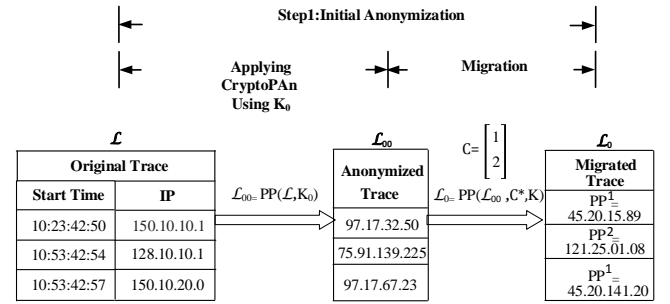 Step1:Initial Anonymization
Applying
CryptoPAn
Using K₀
Migration
ℒ
Original Trace
Start Time IP
10:23:42:50 150.10.10.1
10:53:42:54 128.10.10.1
10:53:42:57 150.10.20.0
ℒ₀₀= PP(ℒ,K₀)
ℒ₀₀
Anonymized
Trace
97.17.32.50
75.91.139.225
97.17.67.23
C= [1
2]
ℒ₀= PP(ℒ₀₀ ,C*,K)
ℒ₀
Migrated
Trace
PP¹=
45.20.15.89
PP²=
121.25.01.08
PP¹=
45.20.141.20